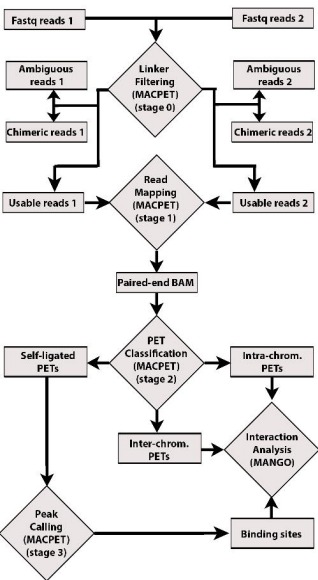 Fastq reads 1
Fastq reads 2
Linker
Filtering
(MACPET)
(stage 0)
Ambiguous
reads 1
Ambiguous
reads 2
Chimeric reads 1
Chimeric reads 2
Usable reads 1
Read
Mapping
(MACPET)
(stage 1)
Usable reads 2
Paired-end BAM
PET
Classification
(MACPET)
(stage 2)
Self-ligated
PETs
Intra-chrom.
PETs
Inter-chrom.
PETs
Interaction
Analysis
(MANGO)
Peak
Calling
(MACPET)
(stage 3)
Binding sites